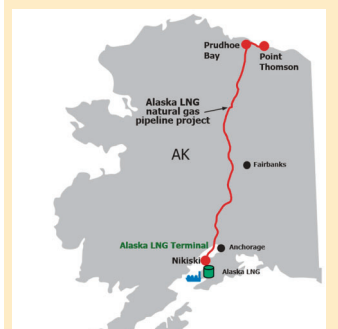 Prudhoe
Bay
Point
Thomson
Alaska LNG
natural gas
pipeline project
AK
Fairbanks
Alaska LNG Terminal
Anchorage
Nikiski
Alaska LNG